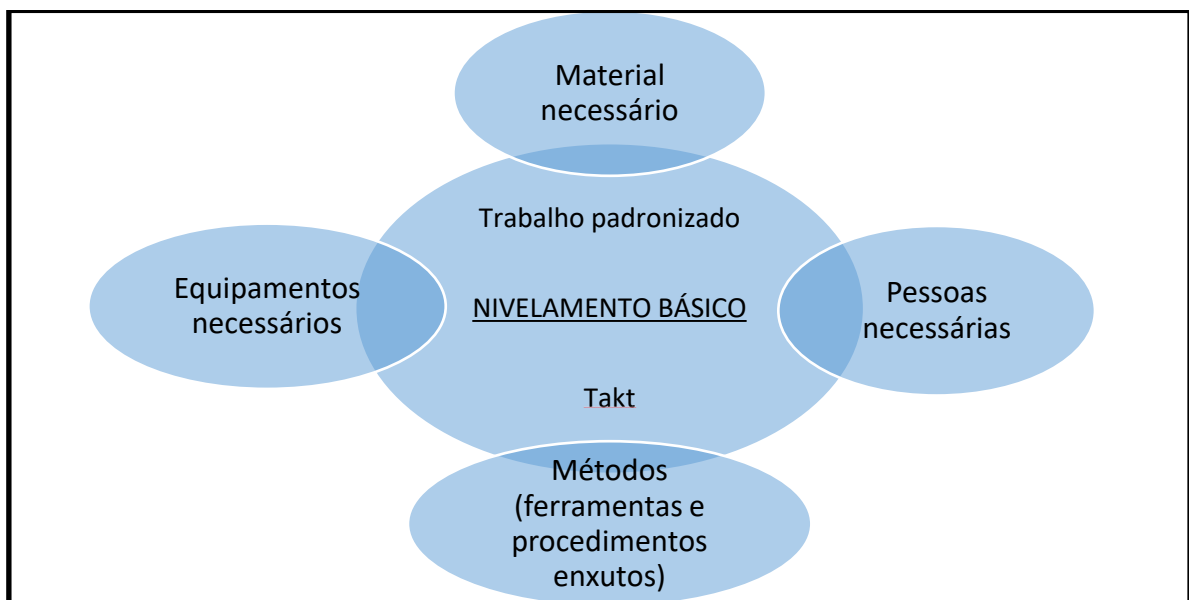 Material
necessário
Trabalho padronizado
Equipamentos
necessários
NIVELAMENTO BÁSICO
Pessoas
necessárias
Takt
Métodos
(ferramentas e
procedimentos
enxutos)